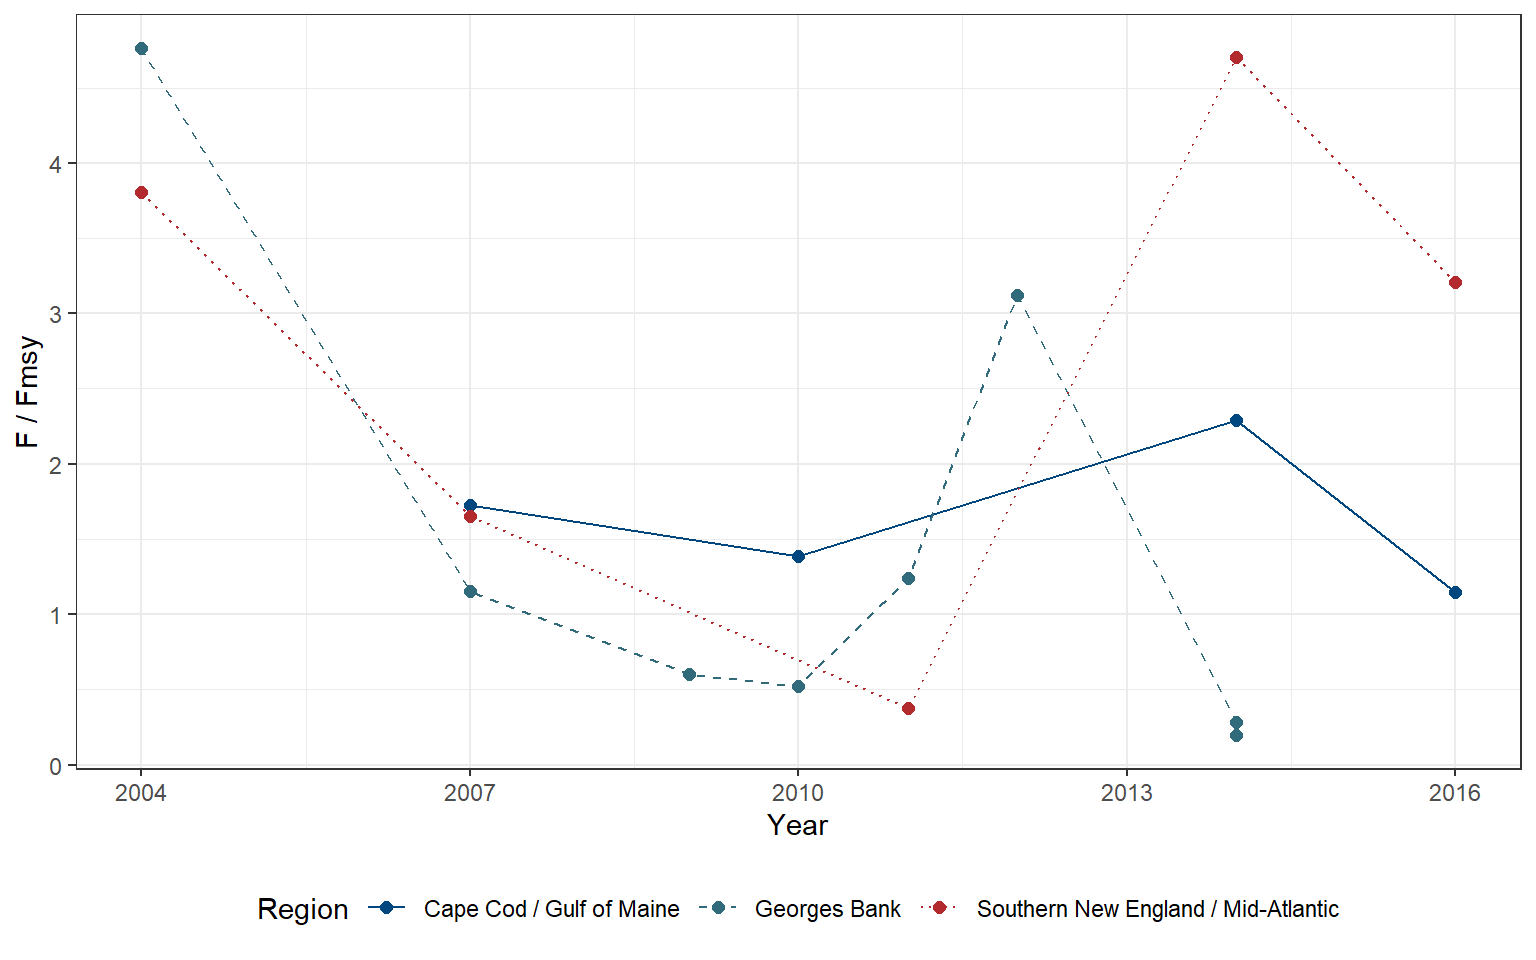 F / Fmsy
4
3
2
1
0
2004 2007 2010 2013 2016
Year
Region Cape Cod / Gulf of Maine Georges Bank Southern New England / Mid-Atlantic